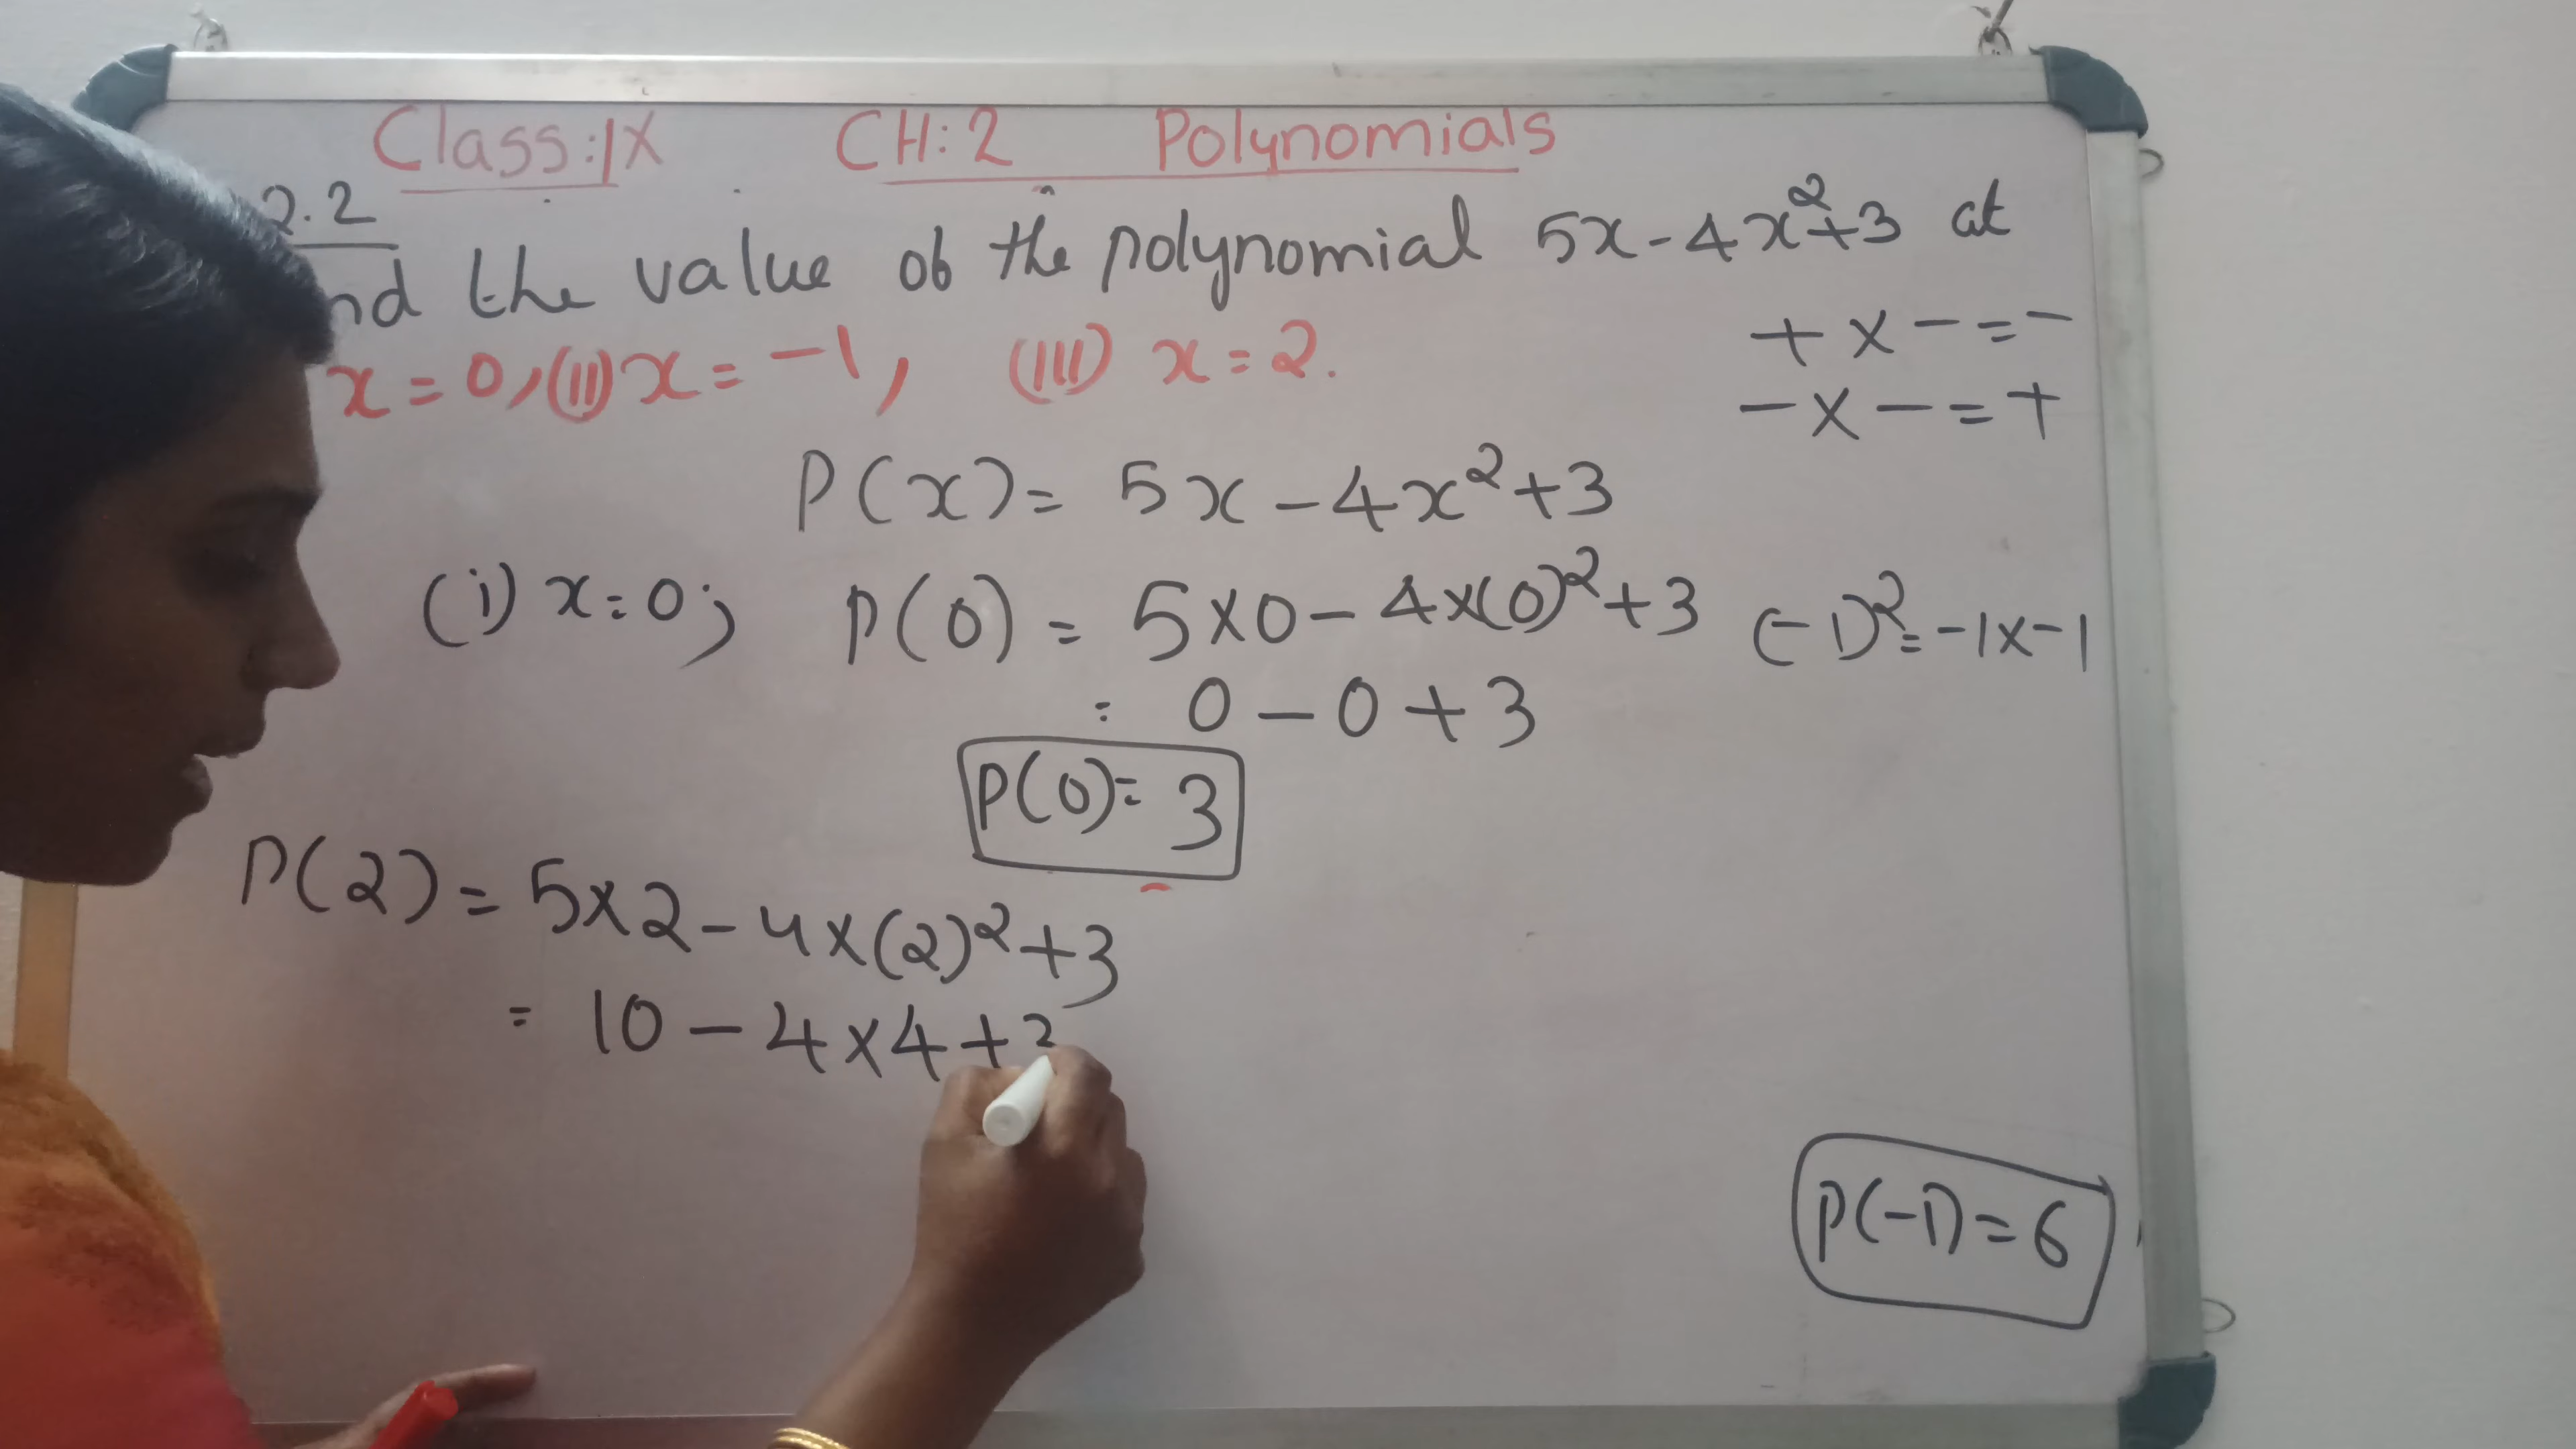 Class: IX CH: 2 Polynomials
2.2
nd the value of the polynomial 5x - 4x²+3 at
x = 0, (II) x = -1, (III) x = 2.
+ x - = -
- x - = +
P(x) = 5x - 4x² + 3
(i) x = 0; P(0) = 5x0 - 4x(0)² + 3
(-1)² = -1x-1
= 0 - 0 + 3
P(0) = 3
P(2) = 5x2 - 4x(2)² + 3
= 10 - 4x4 + 3
P(-1) = 6